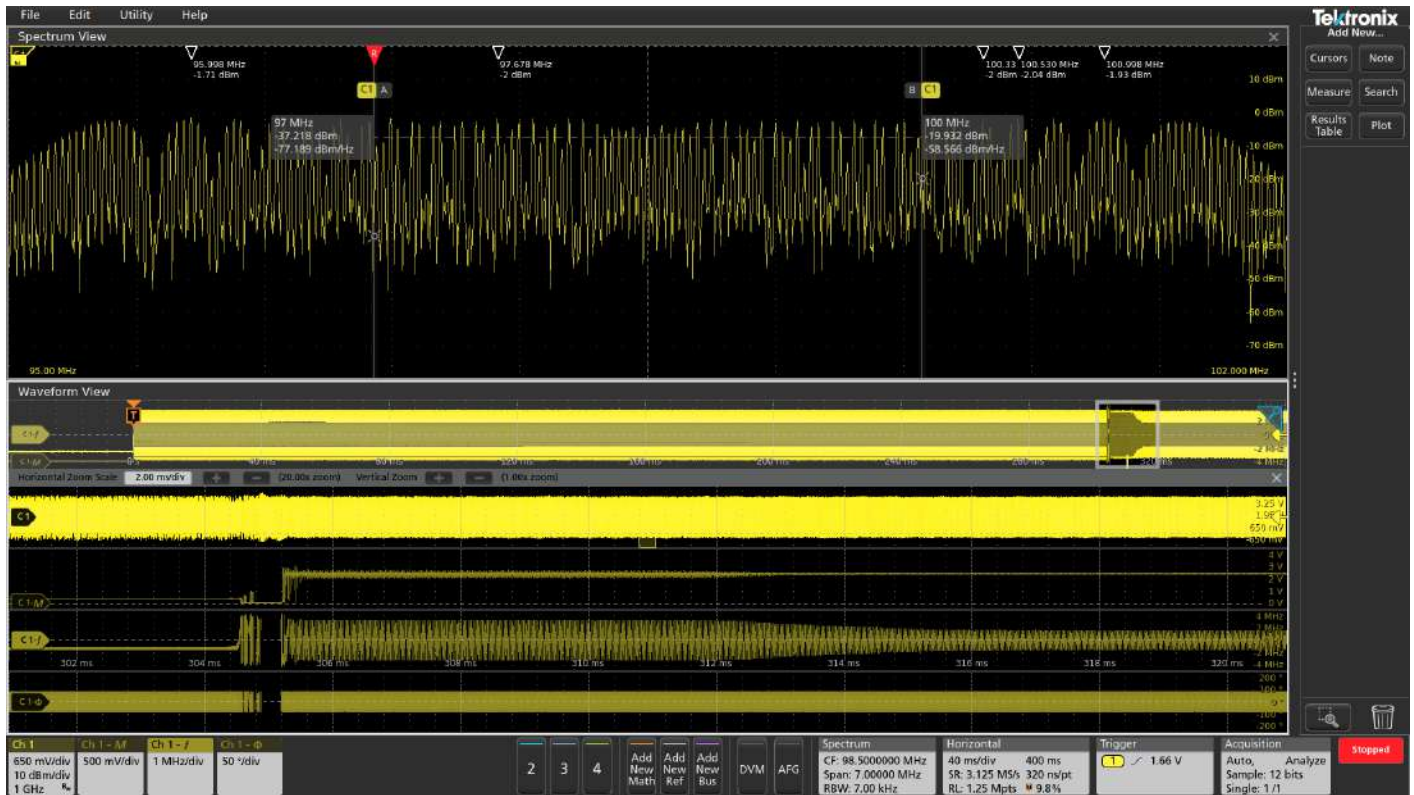 File Edit Utility Help
Tektronix
Add New...
Spectrum View
95.998 MHz
-1.71 dBm
R
97.678 MHz
-2 dBm
100.33 100.530 MHz
-2 dBm -2.04 dBm
100.998 MHz
-1.93 dBm
Cursors Note
Measure Search
Results Table Plot
C1 A
B C1
97 MHz
-37.218 dBm
-77.189 dBm/Hz
100 MHz
-19.932 dBm
-58.566 dBm/Hz
10 dBm
0 dBm
-10 dBm
-20 dBm
-30 dBm
-40 dBm
-50 dBm
-60 dBm
-70 dBm
95.00 MHz
102.000 MHz
Waveform View
T
Horizontal Zoom Scale 2.00 ms/div (20.00x zoom) Vertical Zoom (1.00x zoom)
C1
3.25 V
650 mV
-650 mV
C1-M
4 V
3 V
2 V
1 V
0 V
C1-f
4 MHz
-2 MHz
-4 MHz
302 ms 304 ms 306 ms 308 ms 310 ms 312 ms 314 ms 316 ms 318 ms 320 ms
C1-Φ
200 °
100 °
0 °
-100 °
-200 °
Ch 1
650 mV/div
10 dBm/div
1 GHz
Ch 1 - M
500 mV/div
Ch 1 - f
1 MHz/div
Ch 1 - Φ
50 °/div
2 3 4
Add New Math
Add New Ref
Add New Bus
DVM AFG
Spectrum
CF: 98.5000000 MHz
Span: 7.00000 MHz
RBW: 7.00 kHz
Horizontal
40 ms/div 400 ms
SR: 3.125 MS/s 320 ns/pt
RL: 1.25 Mpts 9.8%
Trigger
1 1.66 V
Acquisition
Auto, Analyze
Sample: 12 bits
Single: 1 /1
Stopped